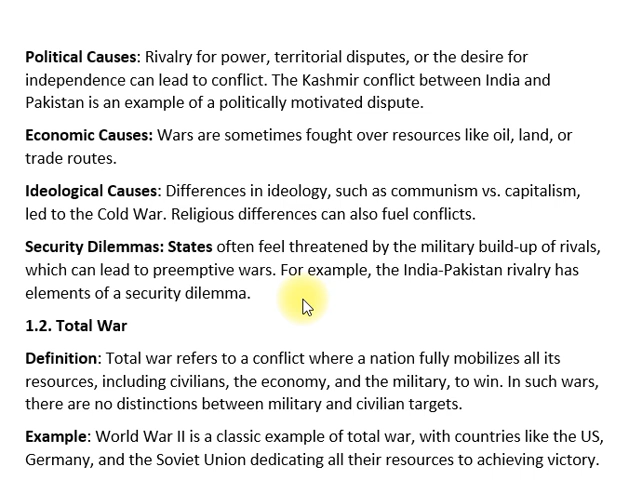 Political Causes: Rivalry for power, territorial disputes, or the desire for
independence can lead to conflict. The Kashmir conflict between India and
Pakistan is an example of a politically motivated dispute.
Economic Causes: Wars are sometimes fought over resources like oil, land, or
trade routes.
Ideological Causes: Differences in ideology, such as communism vs. capitalism,
led to the Cold War. Religious differences can also fuel conflicts.
Security Dilemmas: States often feel threatened by the military build-up of rivals,
which can lead to preemptive wars. For example, the India-Pakistan rivalry has
elements of a security dilemma.
1.2. Total War
Definition: Total war refers to a conflict where a nation fully mobilizes all its
resources, including civilians, the economy, and the military, to win. In such wars,
there are no distinctions between military and civilian targets.
Example: World War II is a classic example of total war, with countries like the US,
Germany, and the Soviet Union dedicating all their resources to achieving victory.